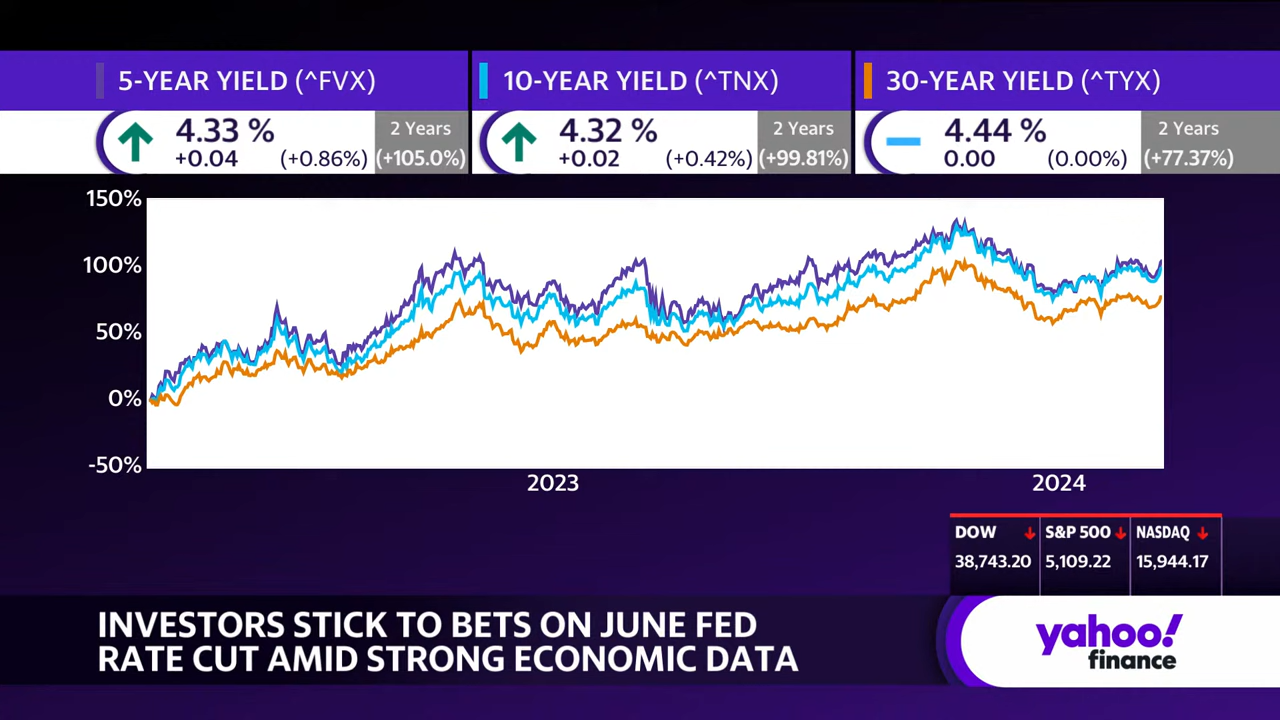 5-YEAR YIELD (^FVX)
4.33 %
+0.04 (+0.86%)
2 Years
(+105.0%)
10-YEAR YIELD (^TNX)
4.32 %
+0.02 (+0.42%)
2 Years
(+99.81%)
30-YEAR YIELD (^TYX)
4.44 %
0.00 (0.00%)
2 Years
(+77.37%)
150%
100%
50%
0%
-50%
2023 2024
DOW S&P 500 NASDAQ
38,743.20 5,109.22 15,944.17
INVESTORS STICK TO BETS ON JUNE FED
RATE CUT AMID STRONG ECONOMIC DATA
yahoo!
finance